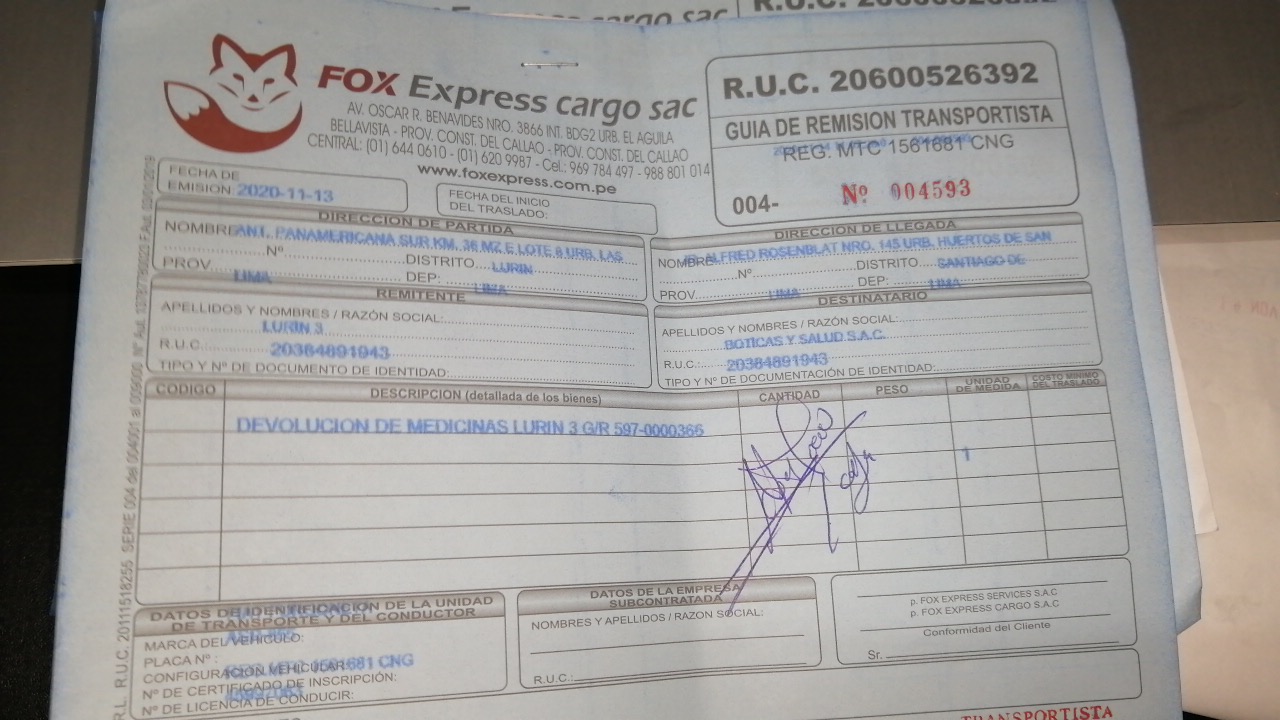 R.U.C.
FOX Express cargo sac
AV. OSCAR R. BENAVIDES NRO. 3866 INT. BDG2 URB. EL AGUILA
BELLAVISTA - PROV. CONST. DEL CALLAO - PROV. CONST. DEL CALLAO
CENTRAL: (01) 644 0610 - (01) 620 9987 - Cel.: 969 784 497 - 988 801 014
www.foxexpress.com.pe
R.U.C. 20600526392
GUIA DE REMISION TRANSPORTISTA
REG. MTC 1561681 CNG
004- Nº 004593
FECHA DE
EMISION 2020-11-13
FECHA DEL INICIO
DEL TRASLADO:
DIRECCION DE PARTIDA
NOMBRE ANT. PANAMERICANA SUR KM. 36 MZ E LOTE 8 URB. LAS
Nº DISTRITO LURIN
PROV. LIMA DEP: LIMA
DIRECCION DE LLEGADA
NOMBRE ALFRED ROSENBLAT NRO. 145 URB. HUERTOS DE SAN
Nº DISTRITO SANTIAGO DE
PROV. LIMA DEP: LIMA
REMITENTE
APELLIDOS Y NOMBRES / RAZÓN SOCIAL:
LURIN 3
R.U.C. 20384891943
TIPO Y Nº DE DOCUMENTO DE IDENTIDAD:
DESTINATARIO
APELLIDOS Y NOMBRES / RAZÓN SOCIAL:
BOTICAS Y SALUD S.A.C.
R.U.C.: 20384891943
TIPO Y Nº DE DOCUMENTACIÓN DE IDENTIDAD:
CODIGO DESCRIPCION (detallada de los bienes) CANTIDAD PESO UNIDAD DE MEDIDA COSTO MINIMO DEL TRASLADO
DEVOLUCION DE MEDICINAS LURIN 3 G/R 597-0000366
1
DATOS DE IDENTIFICACION DE LA UNIDAD
DE TRANSPORTE Y DEL CONDUCTOR
MARCA DEL VEHICULO:
PLACA Nº :
CONFIGURACIÓN VEHICULAR: 1561681 CNG
Nº DE CERTIFICADO DE INSCRIPCIÓN:
Nº DE LICENCIA DE CONDUCIR:
DATOS DE LA EMPRESA
SUBCONTRATADA
NOMBRES Y APELLIDOS / RAZON SOCIAL:
R.U.C.:
p. FOX EXPRESS SERVICES S.A.C
p. FOX EXPRESS CARGO S.A.C
Conformidad del Cliente
Sr.
TRANSPORTISTA
R.L. R.U.C. 20111518255 SERIE 004 del 004001 al 005000